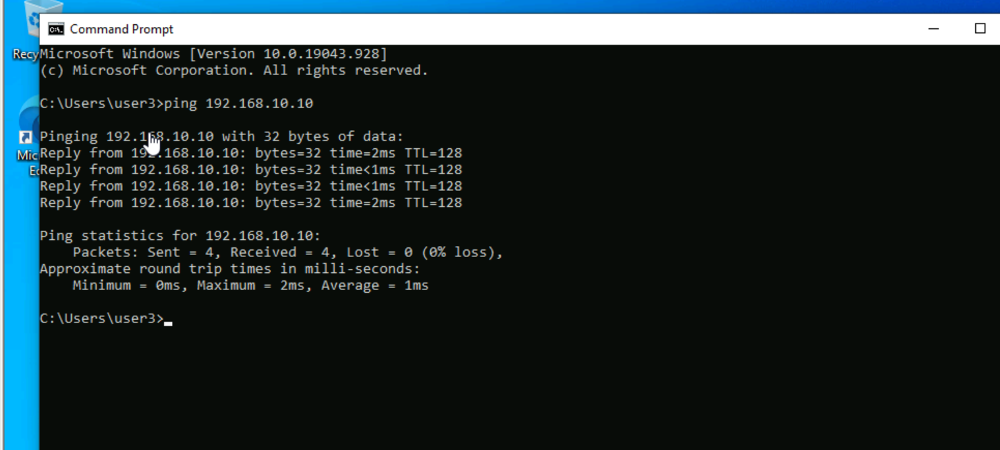 Command Prompt
Recy
Microsoft Windows [Version 10.0.19043.928]
(c) Microsoft Corporation. All rights reserved.
C:\Users\user3>ping 192.168.10.10
Pinging 192.168.10.10 with 32 bytes of data:
Mic
Reply from 192.168.10.10: bytes=32 time=2ms TTL=128
Reply from 192.168.10.10: bytes=32 time<1ms TTL=128
Reply from 192.168.10.10: bytes=32 time<1ms TTL=128
Reply from 192.168.10.10: bytes=32 time=2ms TTL=128
Ping statistics for 192.168.10.10:
Packets: Sent = 4, Received = 4, Lost = 0 (0% loss),
Approximate round trip times in milli-seconds:
Minimum = 0ms, Maximum = 2ms, Average = 1ms
C:\Users\user3>